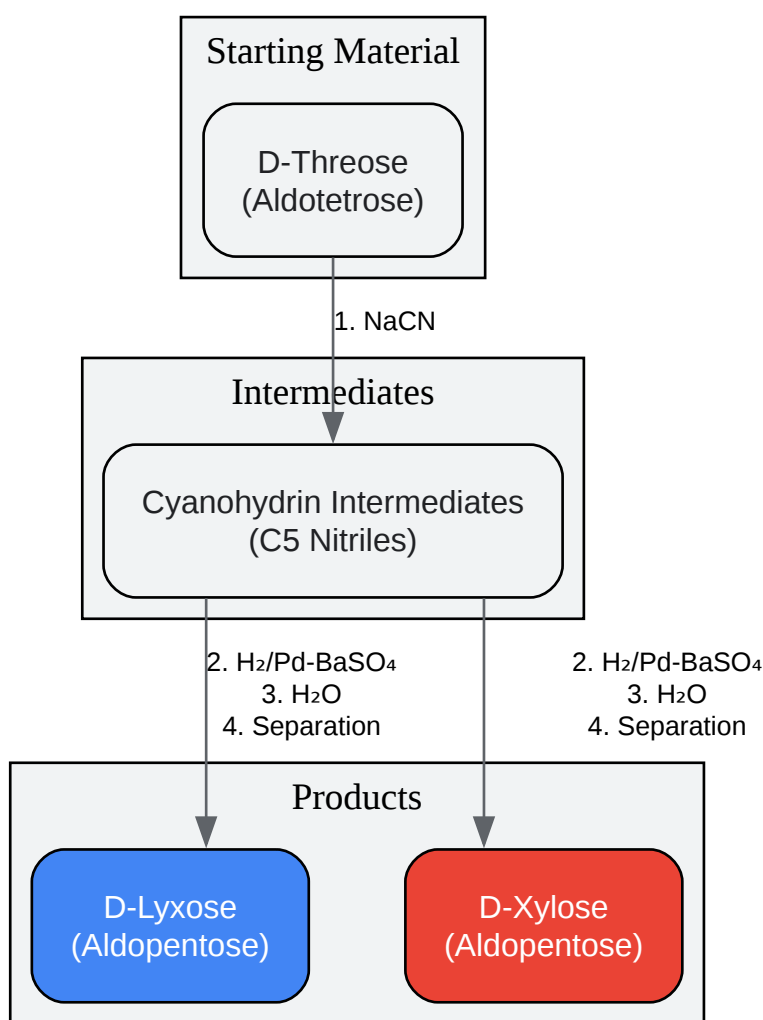 Starting Material
D-Threose
(Aldotetrose)
1. NaCN
Intermediates
Cyanohydrin Intermediates
(C5 Nitriles)
2. H₂/Pd-BaSO₄
3. H₂O
4. Separation
2. H₂/Pd-BaSO₄
3. H₂O
4. Separation
Products
D-Lyxose
(Aldopentose)
D-Xylose
(Aldopentose)